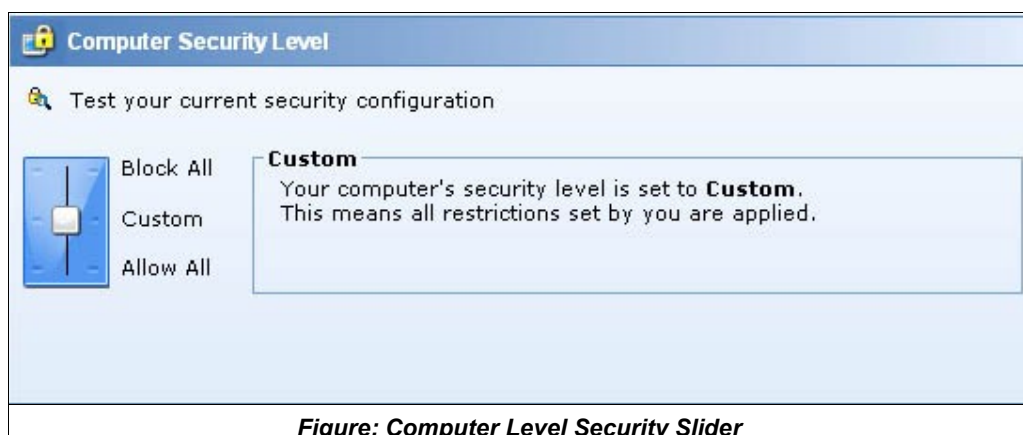 Computer Security Level
Test your current security configuration
Block All
Custom
Allow All
Custom
Your computer's security level is set to Custom.
This means all restrictions set by you are applied.
Figure: Computer Level Security Slider